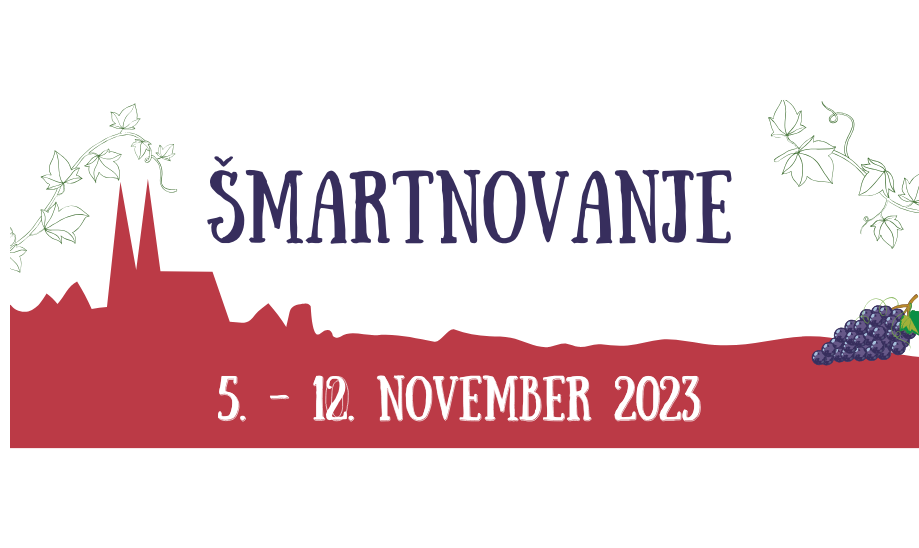 ŠMARTNOVANJE
5. - 12. NOVEMBER 2023